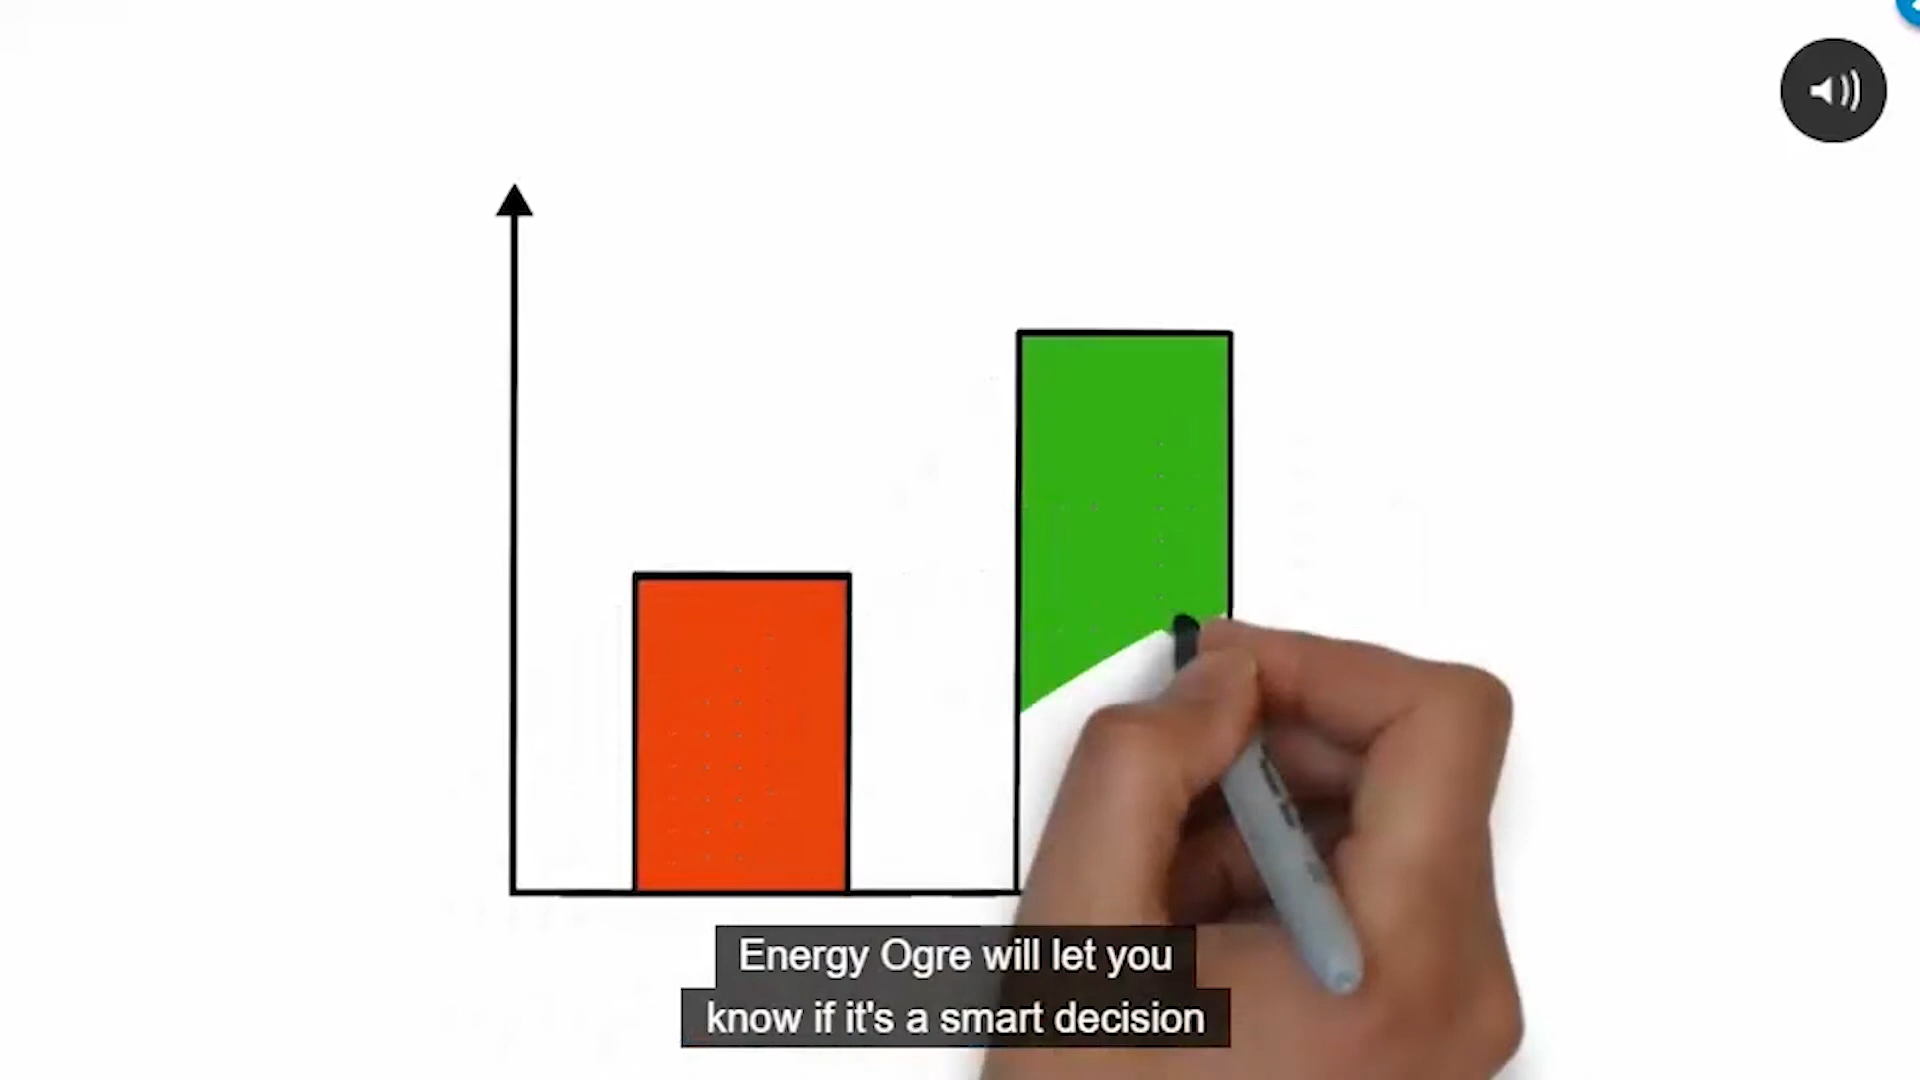 Energy Ogre will let you
know if it's a smart decision